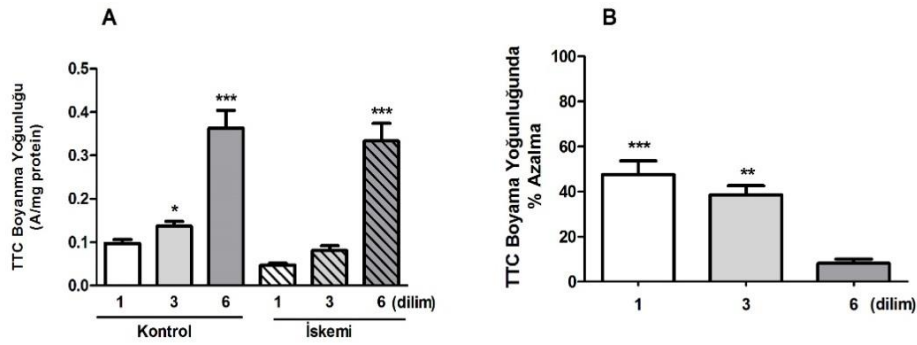 A
TTC Boyanma Yoğunluğu
(A/mg protein)
0.5
0.4
0.3
0.2
0.1
0.0
*
***
***
1 3 6 1 3 6 (dilim)
Kontrol İskemi
B
TTC Boyama Yoğunluğunda
% Azalma
100
80
60
40
20
0
***
**
1 3 6 (dilim)